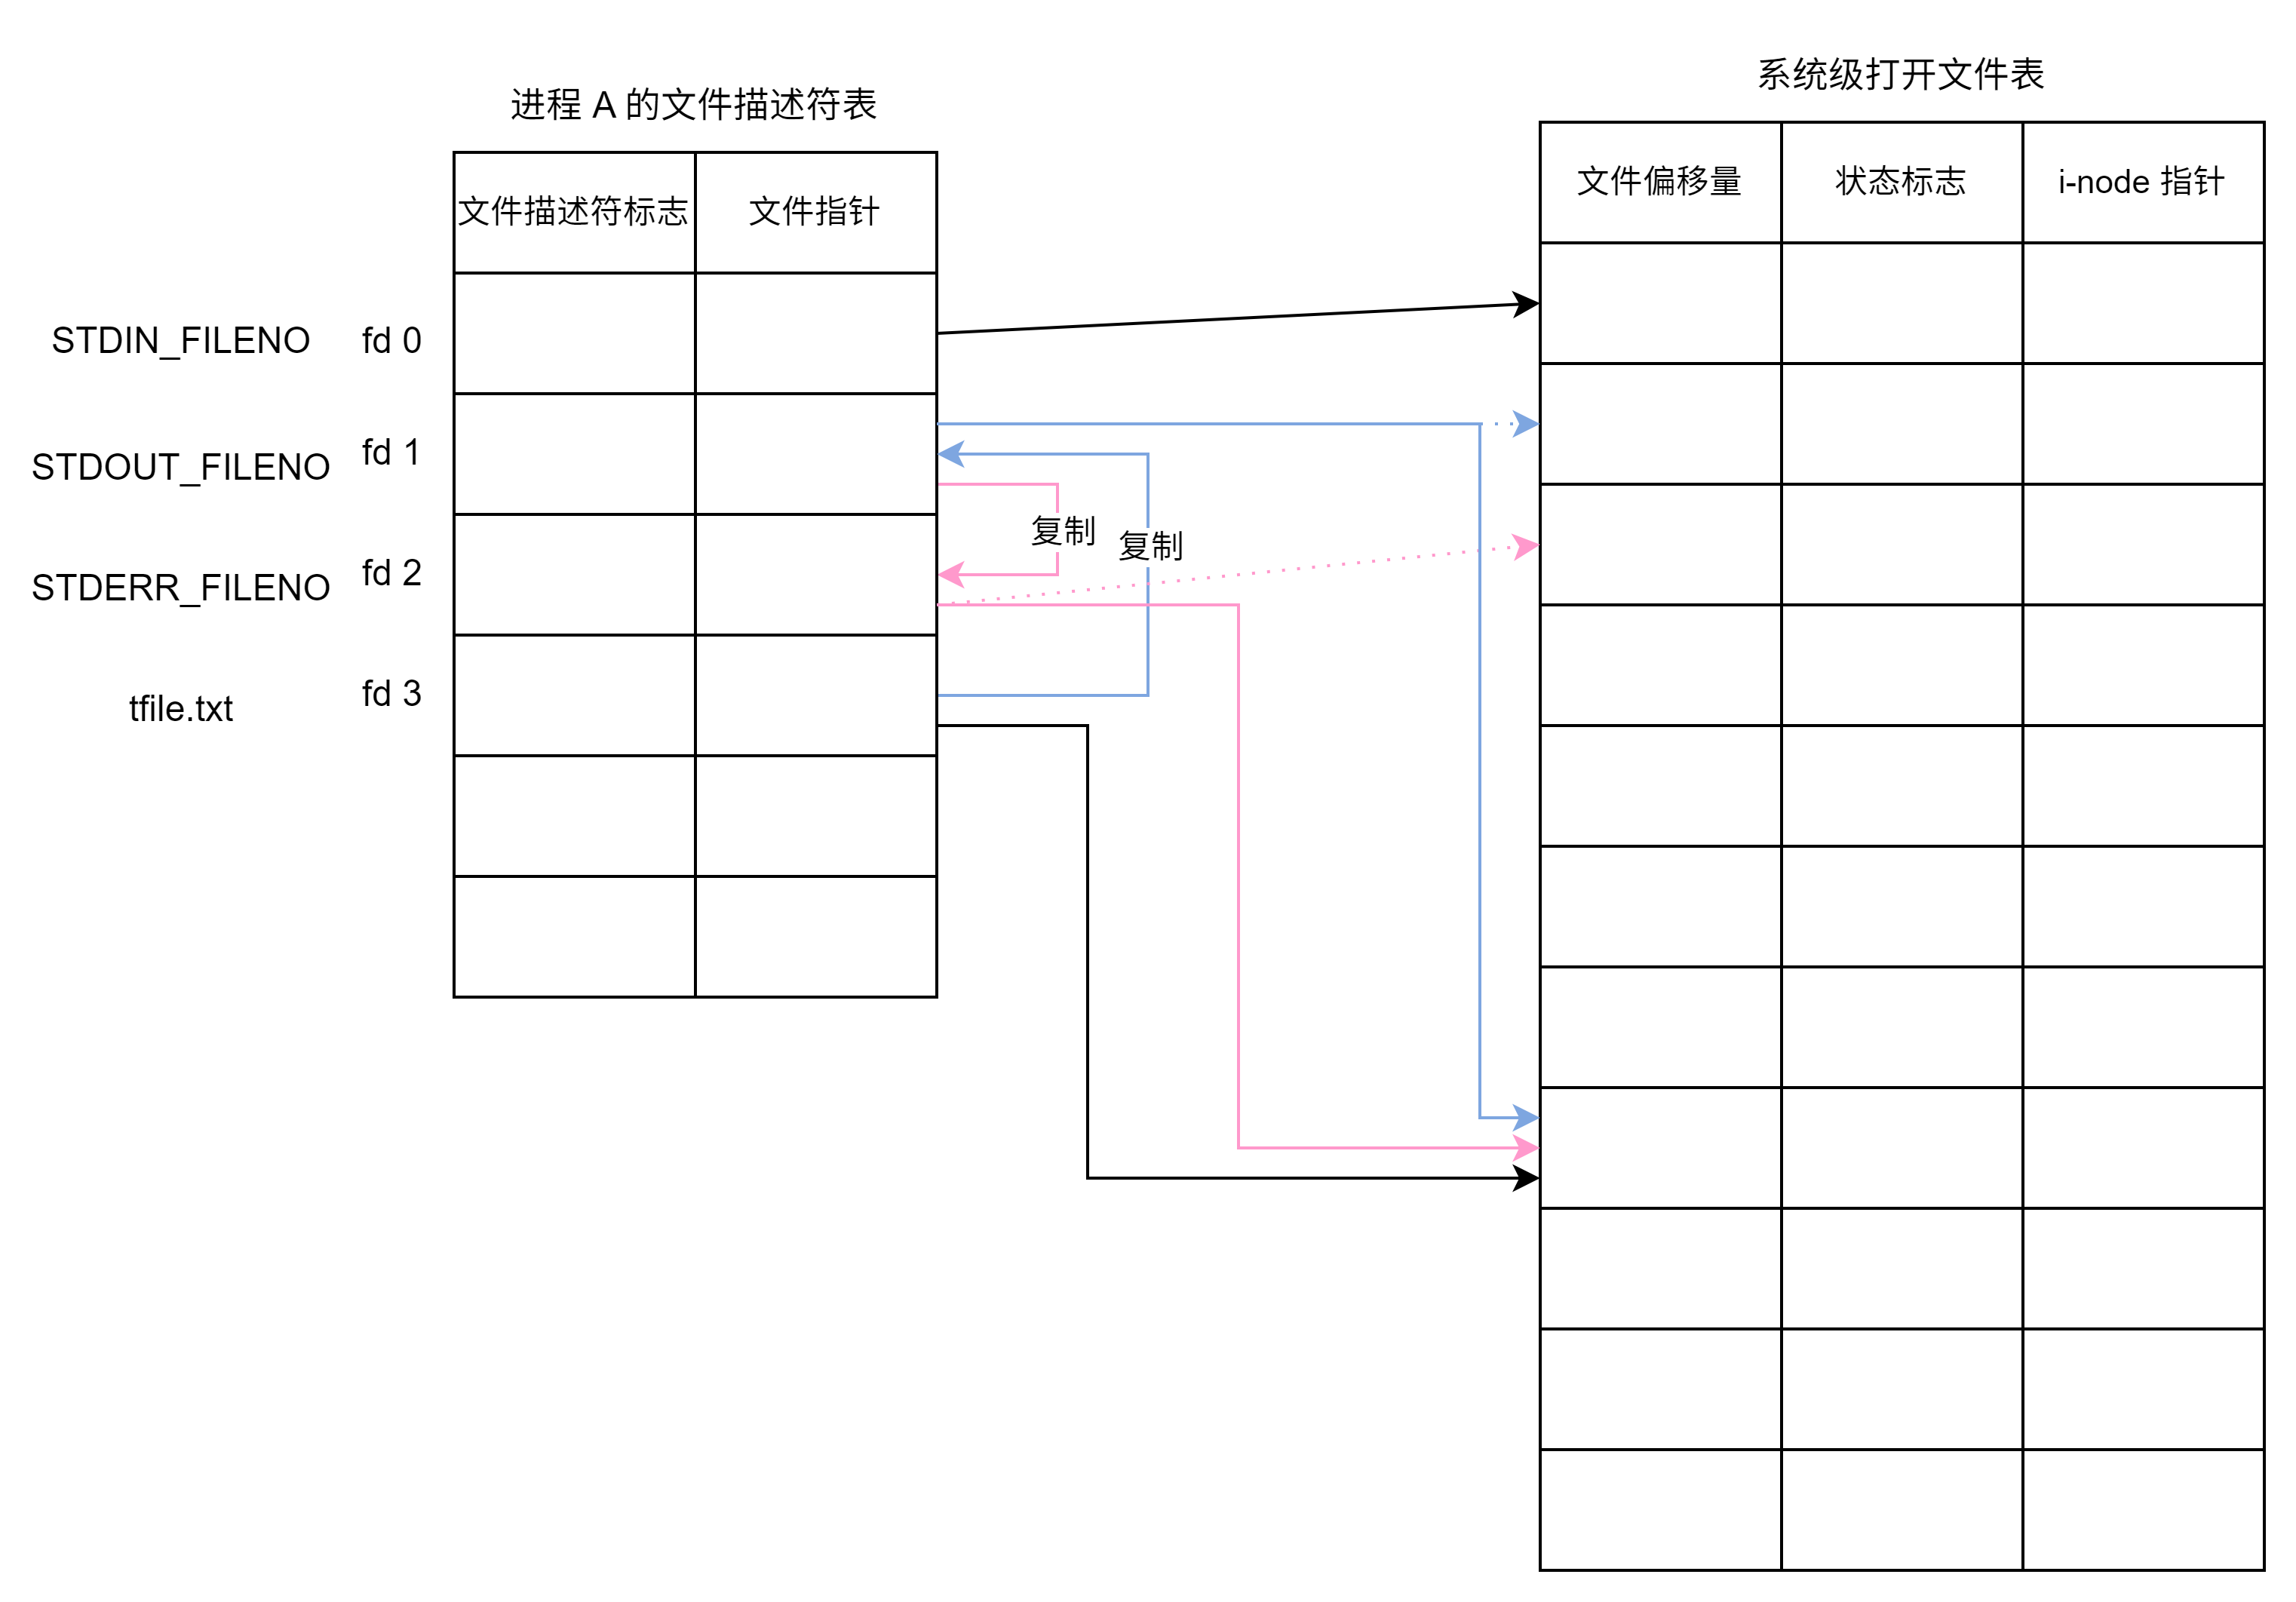 系统级打开文件表
进程 A 的文件描述符表
文件偏移量
状态标志
i-node 指针
文件描述符标志
文件指针
STDIN_FILENO
fd 0
STDOUT_FILENO
fd 1
复制
复制
STDERR_FILENO
fd 2
tfile.txt
fd 3